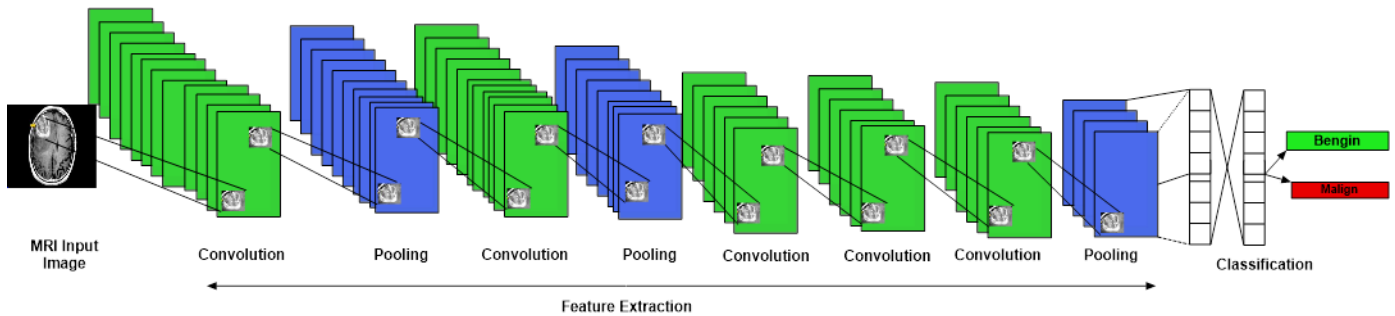 Bengin
Malign
MRI Input
Image
Convolution
Pooling
Convolution
Pooling
Convolution
Convolution
Convolution
Pooling
Classification
Feature Extraction